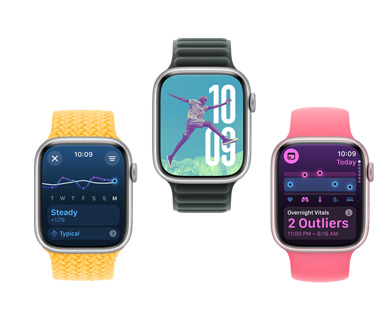 10
09
10:09
T W T F S S M
Steady
+12%
Typical
10:09
Today
Overnight Vitals
2 Outliers
11:00 PM – 6:16 AM